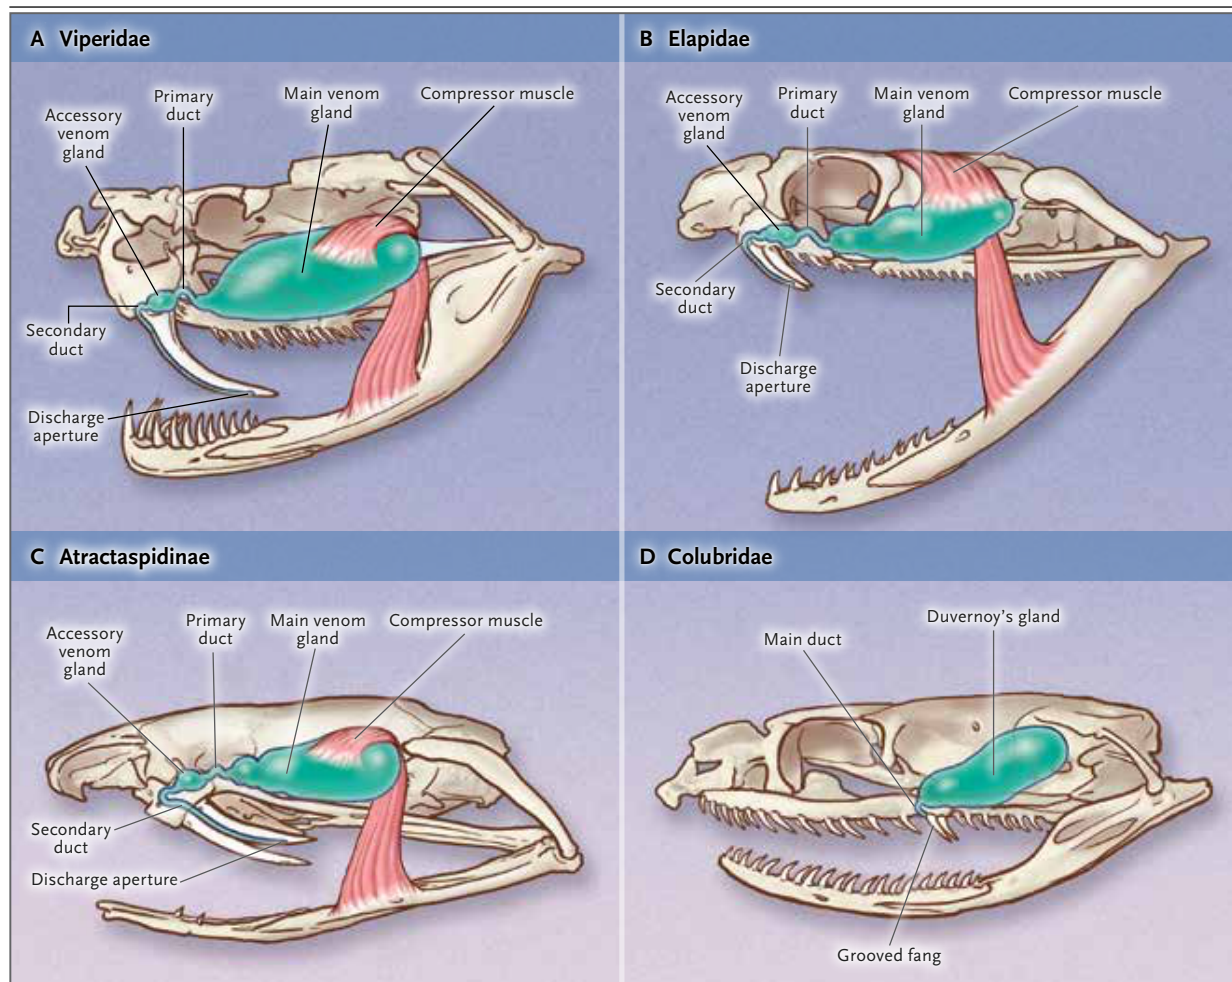 A Viperidae
Accessory
venom
gland
Primary
duct
Main venom
gland
Compressor muscle
Secondary
duct
Discharge
aperture
B Elapidae
Accessory
venom
gland
Primary
duct
Main venom
gland
Compressor muscle
Secondary
duct
Discharge
aperture
C Atractaspidinae
Accessory
venom
gland
Primary
duct
Main venom
gland
Compressor muscle
Secondary
duct
Discharge aperture
D Colubridae
Main duct
Duvernoy's gland
Grooved fang